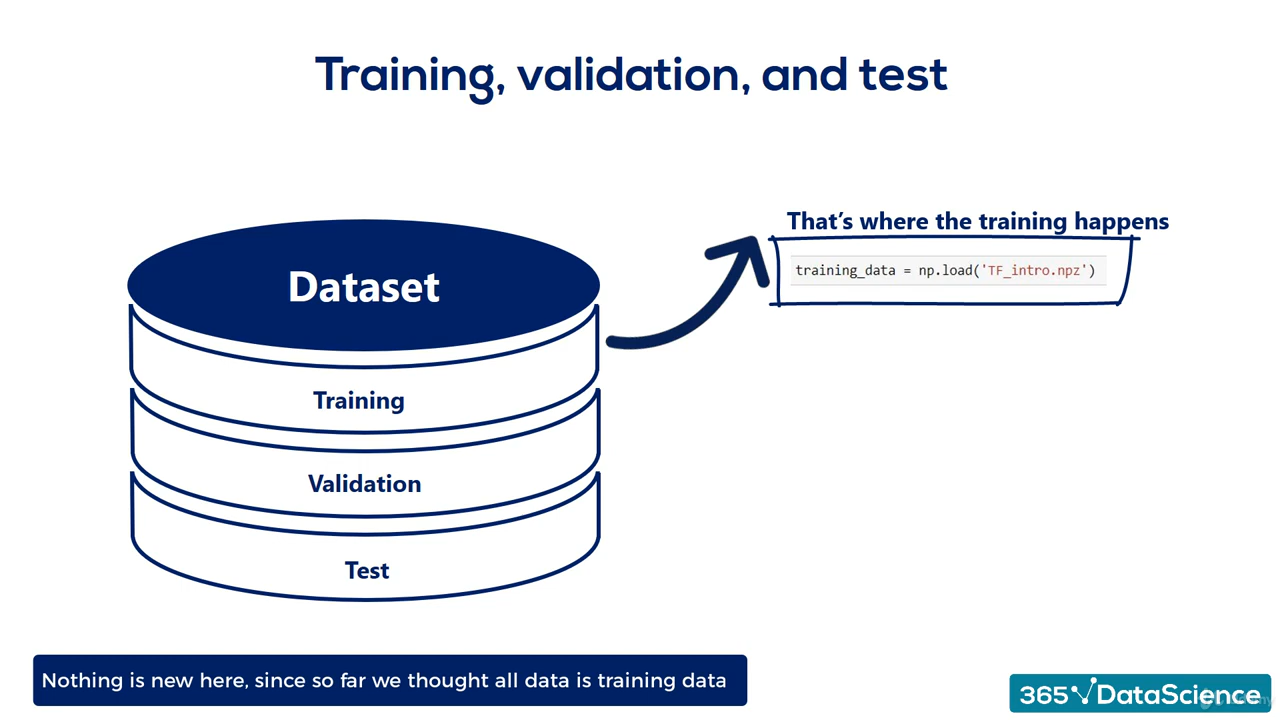 Training, validation, and test
That's where the training happens
training_data = np.load('TF_intro.npz')
Dataset
Training
Validation
Test
Nothing is new here, since so far we thought all data is training data
365 DataScience